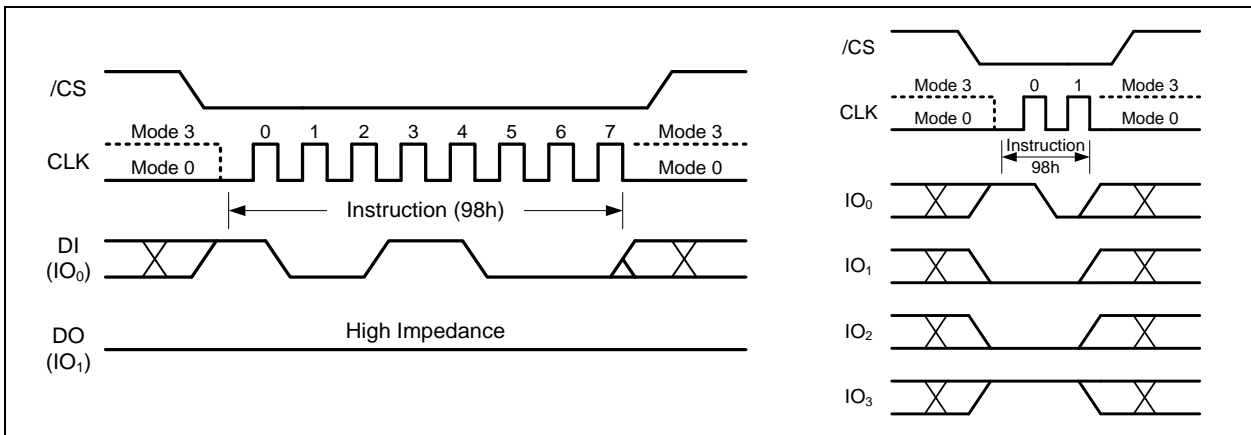 /CS
Mode 3 0 1 2 3 4 5 6 7 Mode 3
CLK Mode 0 Mode 0
Instruction (98h)
DI
(IO₀)
High Impedance
DO
(IO₁)
/CS
Mode 3 0 1 Mode 3
CLK Mode 0 Mode 0
Instruction
98h
IO₀
IO₁
IO₂
IO₃